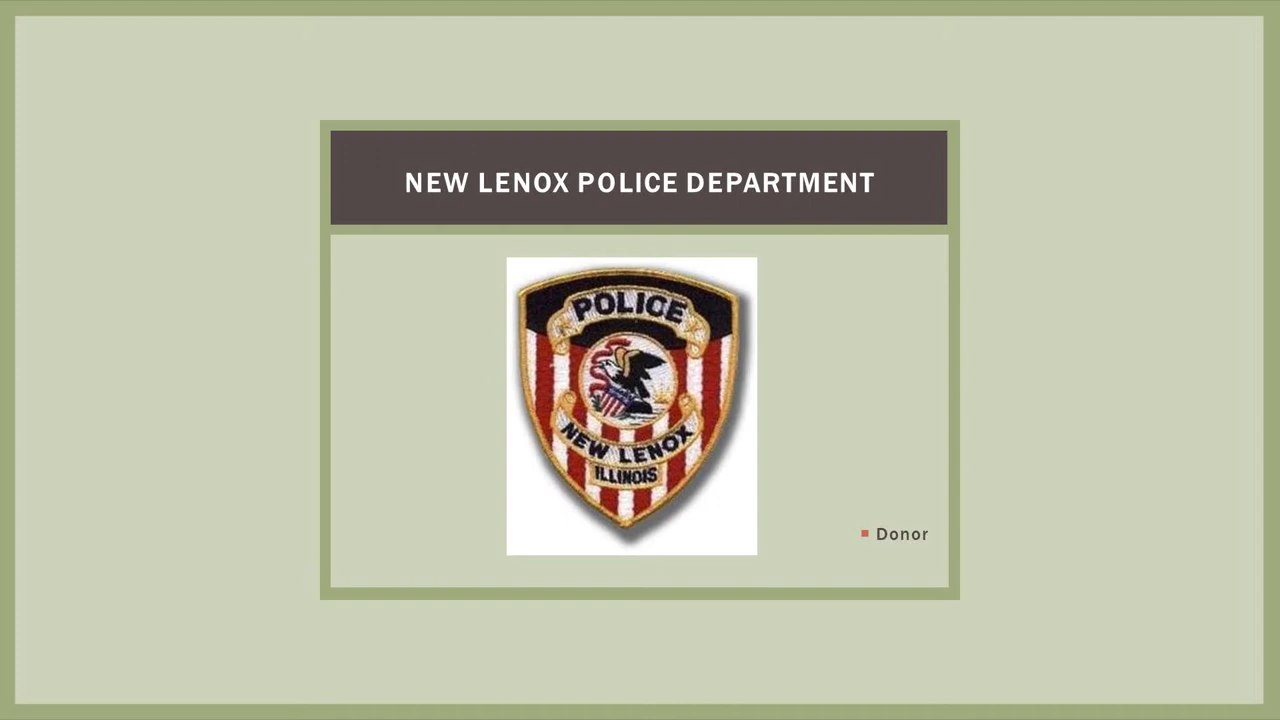 NEW LENOX POLICE DEPARTMENT
POLICE
NEW LENOX
ILLINOIS
Donor